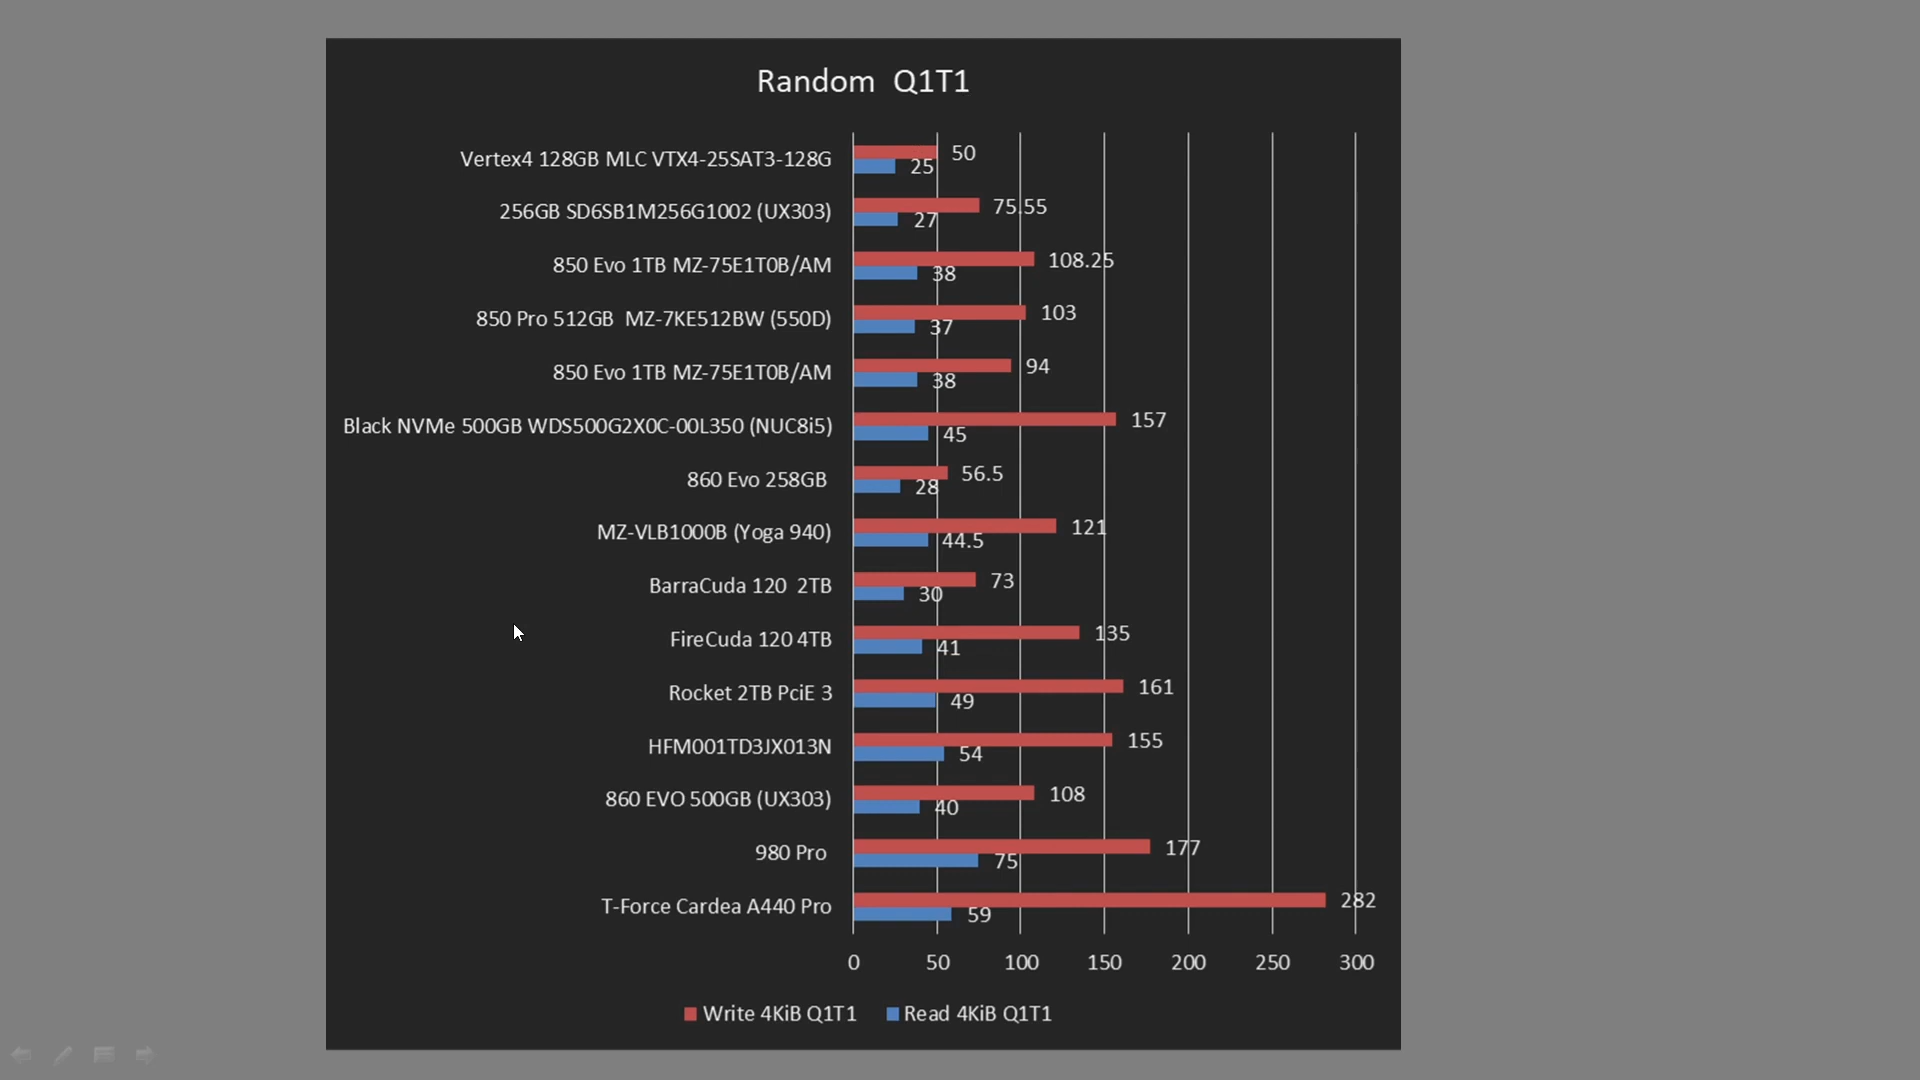 Random  Q1T1
Vertex4 128GB MLC VTX4-25SAT3-128G
50
25
256GB SD6SB1M256G1002 (UX303)
75.55
27
850 Evo 1TB MZ-75E1T0B/AM
108.25
38
850 Pro 512GB  MZ-7KE512BW (550D)
103
37
850 Evo 1TB MZ-75E1T0B/AM
94
38
Black NVMe 500GB WDS500G2X0C-00L350 (NUC8i5)
157
45
860 Evo 258GB
56.5
28
MZ-VLB1000B (Yoga 940)
121
44.5
BarraCuda 120  2TB
73
30
FireCuda 120 4TB
135
41
Rocket 2TB PciE 3
161
49
HFM001TD3JX013N
155
54
860 EVO 500GB (UX303)
108
40
980 Pro
177
75
T-Force Cardea A440 Pro
282
59
0 50 100 150 200 250 300
Write 4KiB Q1T1 Read 4KiB Q1T1